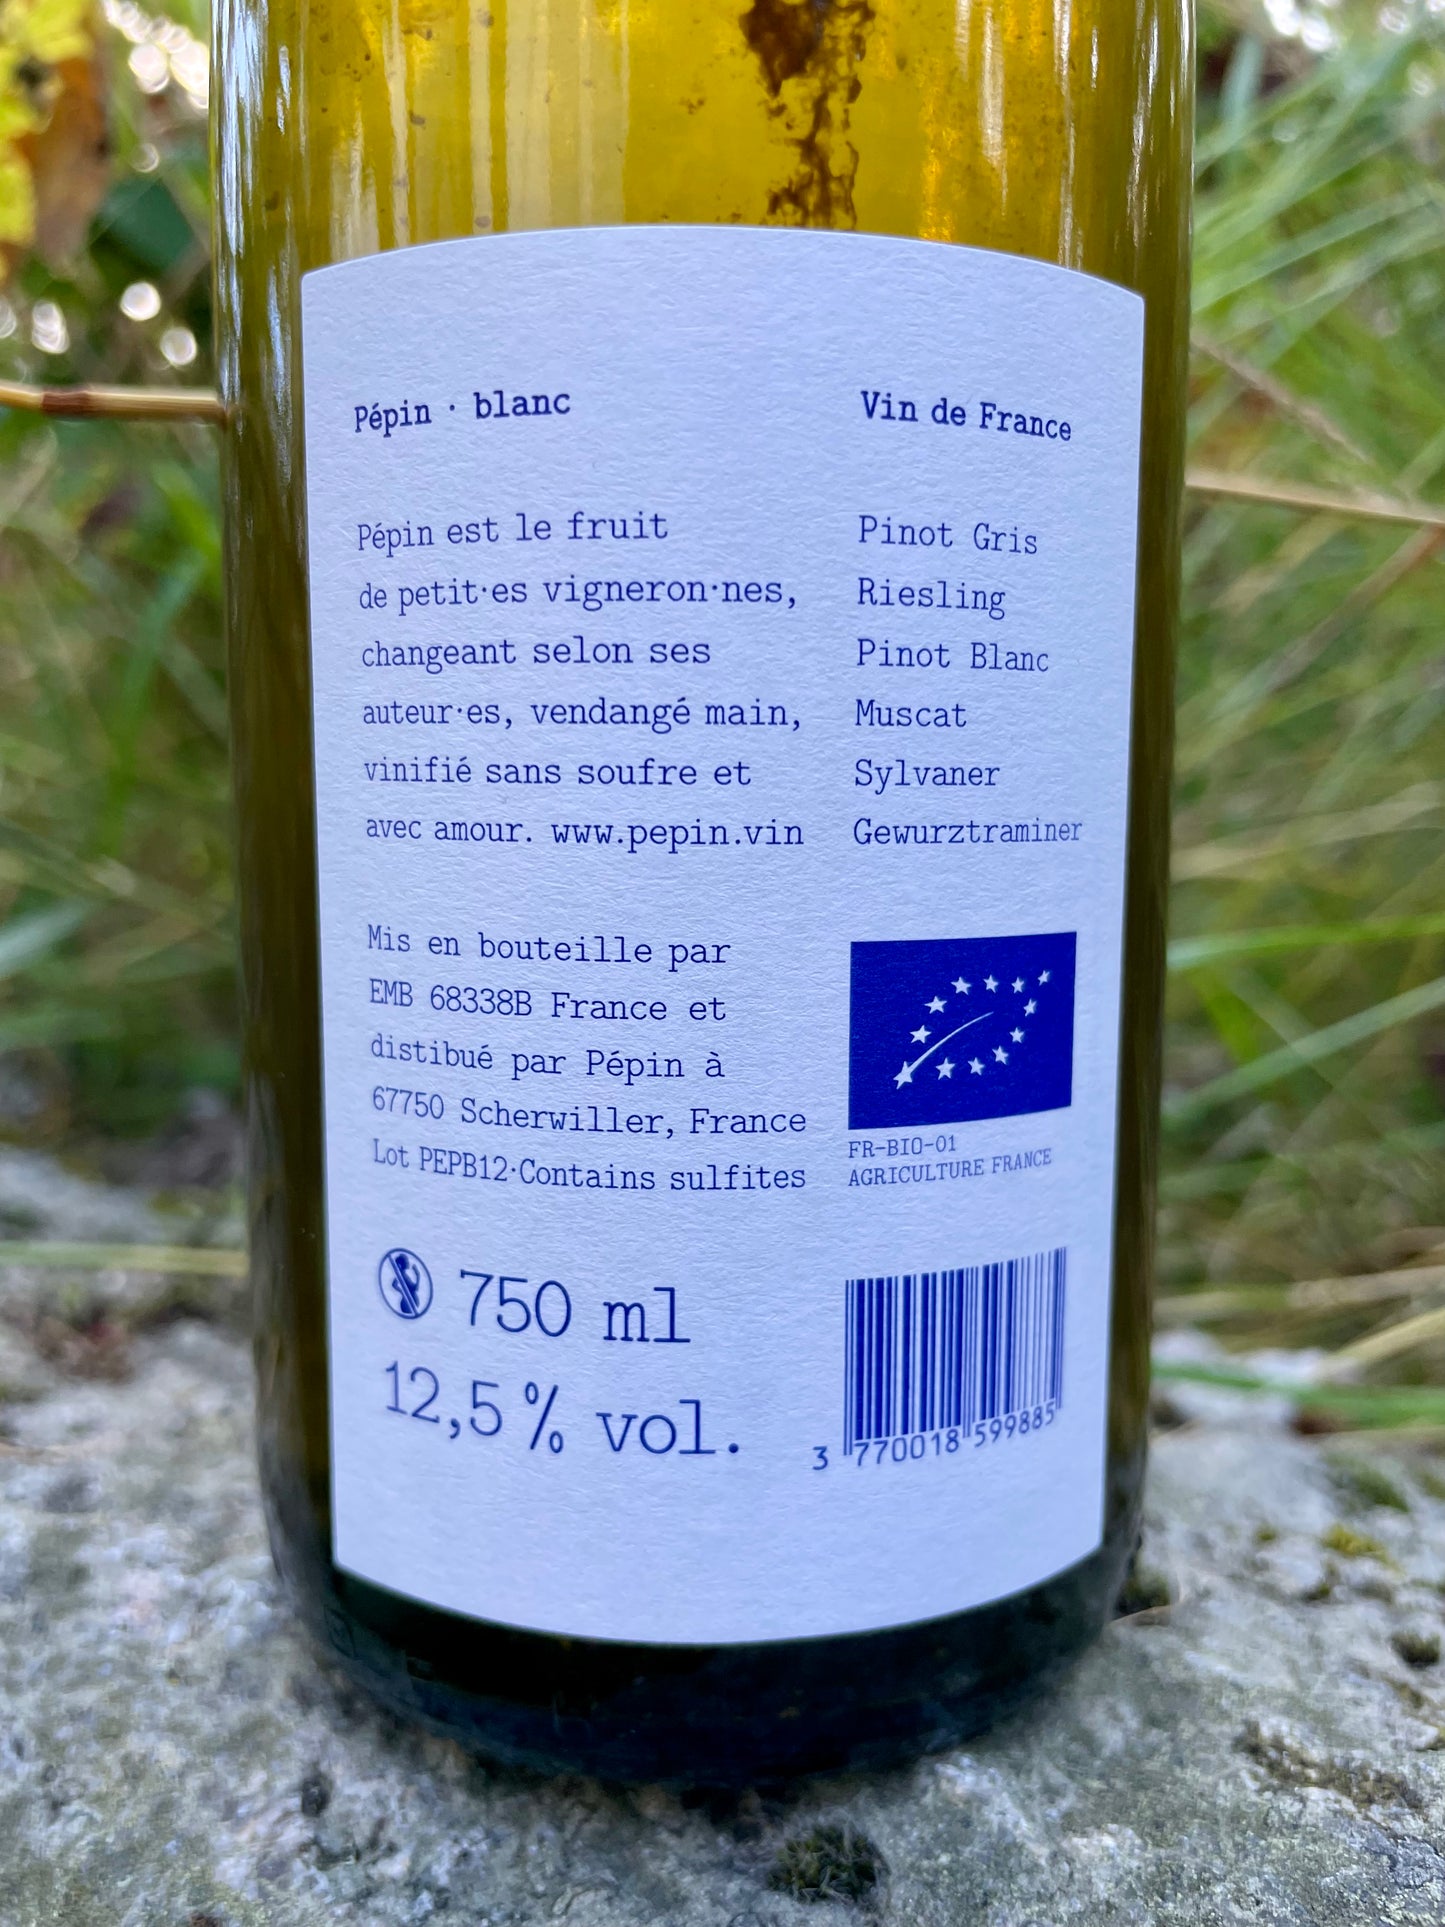 Pépin · blanc
Vin de France
Pépin est le fruit
de petit·es vigneron·nes,
changeant selon ses
auteur·es, vendangé main,
vinifié sans soufre et
avec amour. www.pepin.vin
Pinot Gris
Riesling
Pinot Blanc
Muscat
Sylvaner
Gewurztraminer
Mis en bouteille par
EMB 68338B France et
distibué par Pépin à
67750 Scherwiller, France
Lot PEPB12·Contains sulfites
FR-BIO-01
AGRICULTURE FRANCE
750 ml
12,5 % vol.
3 770018 599885